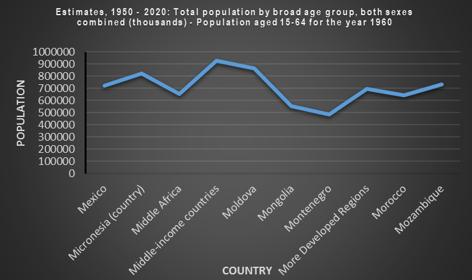 Estimates, 1950 - 2020: Total population by broad age group, both sexes
combined (thousands) - Population aged 15-64 for the year 1960
POPULATION
1000000
900000
800000
700000
600000
500000
400000
300000
200000
100000
0
Mexico
Micronesia (country)
Middle Africa
Middle-income countries
Moldova
Mongolia
Montenegro
More Developed Regions
Morocco
Mozambique
COUNTRY